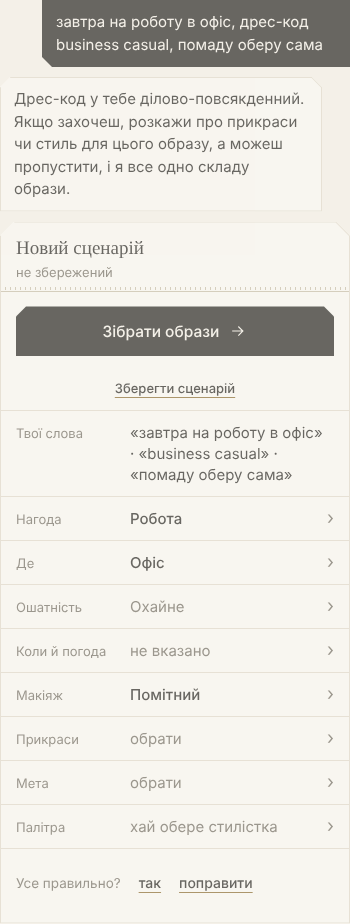 завтра на роботу в офіс, дрес-код
business casual, помаду оберу сама
Дрес-код у тебе ділово-повсякденний.
Якщо захочеш, розкажи про прикраси
чи стиль для цього образу, а можеш
пропустити, і я все одно складу
образи.
Новий сценарій
не збережений
Зібрати образи →
Зберегти сценарій
Твої слова «завтра на роботу в офіс»
· «business casual» ·
«помаду оберу сама»
Нагода Робота
Де Офіс
Ошатність Охайне
Коли й погода не вказано
Макіяж Помітний
Прикраси обрати
Мета обрати
Палітра хай обере стилістка
Усе правильно? так поправити